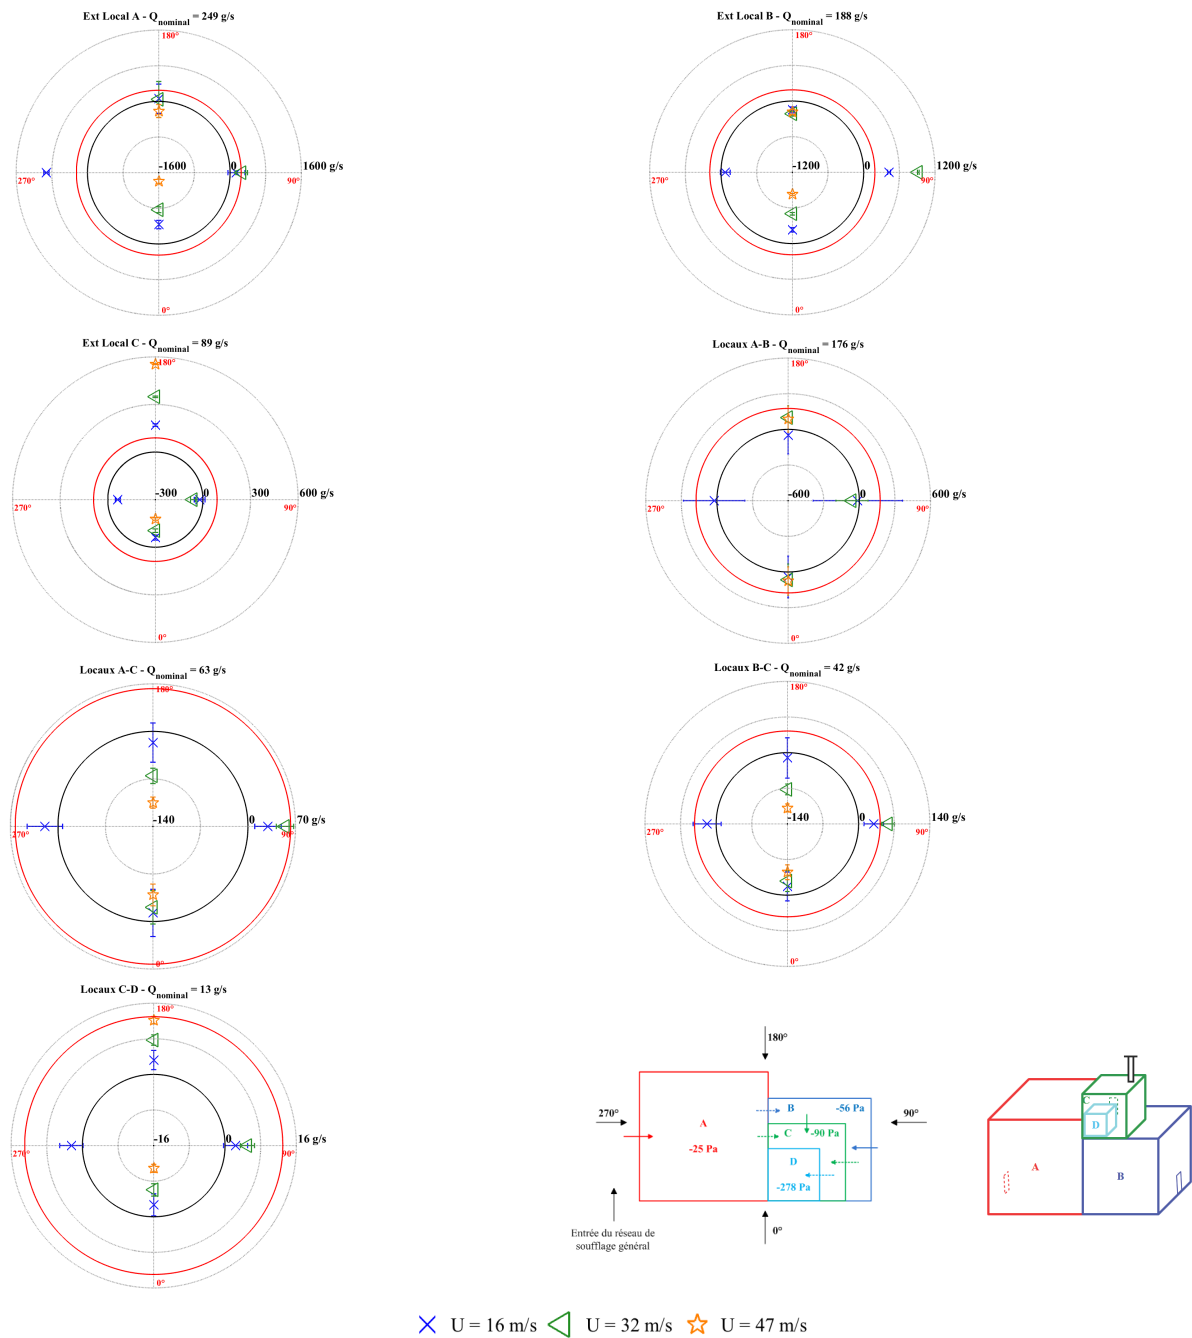 Ext Local A - Qnominal = 249 g/s
180°
-1600
0
1600 g/s
270°
90°
0°
Ext Local B - Qnominal = 188 g/s
180°
-1200
0
1200 g/s
270°
90°
0°
Ext Local C - Qnominal = 89 g/s
180°
-300
0
300
600 g/s
270°
90°
0°
Locaux A-B - Qnominal = 176 g/s
180°
-600
0
600 g/s
270°
90°
0°
Locaux A-C - Qnominal = 63 g/s
180°
-140
0
70 g/s
270°
90°
0°
Locaux B-C - Qnominal = 42 g/s
180°
-140
0
140 g/s
270°
90°
0°
Locaux C-D - Qnominal = 13 g/s
180°
-16
0
16 g/s
270°
90°
0°
180°
270°
90°
A
-25 Pa
B
-56 Pa
C
-90 Pa
D
-278 Pa
0°
Entrée du réseau de
soufflage général
C
D
A
B
U = 16 m/s
U = 32 m/s
U = 47 m/s